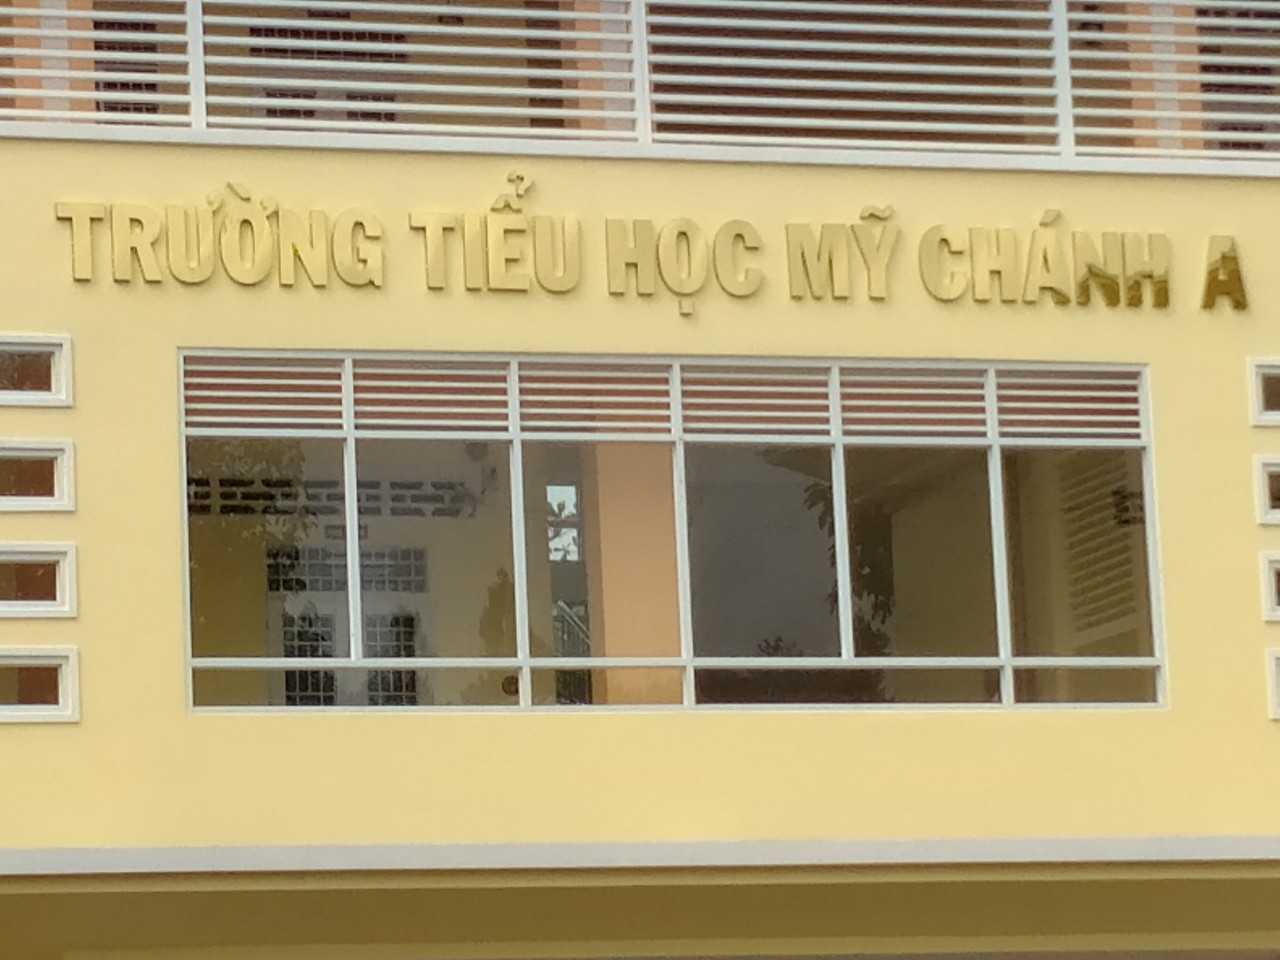 TRƯỜNG TIỂU HỌC MỸ CHÁNH A